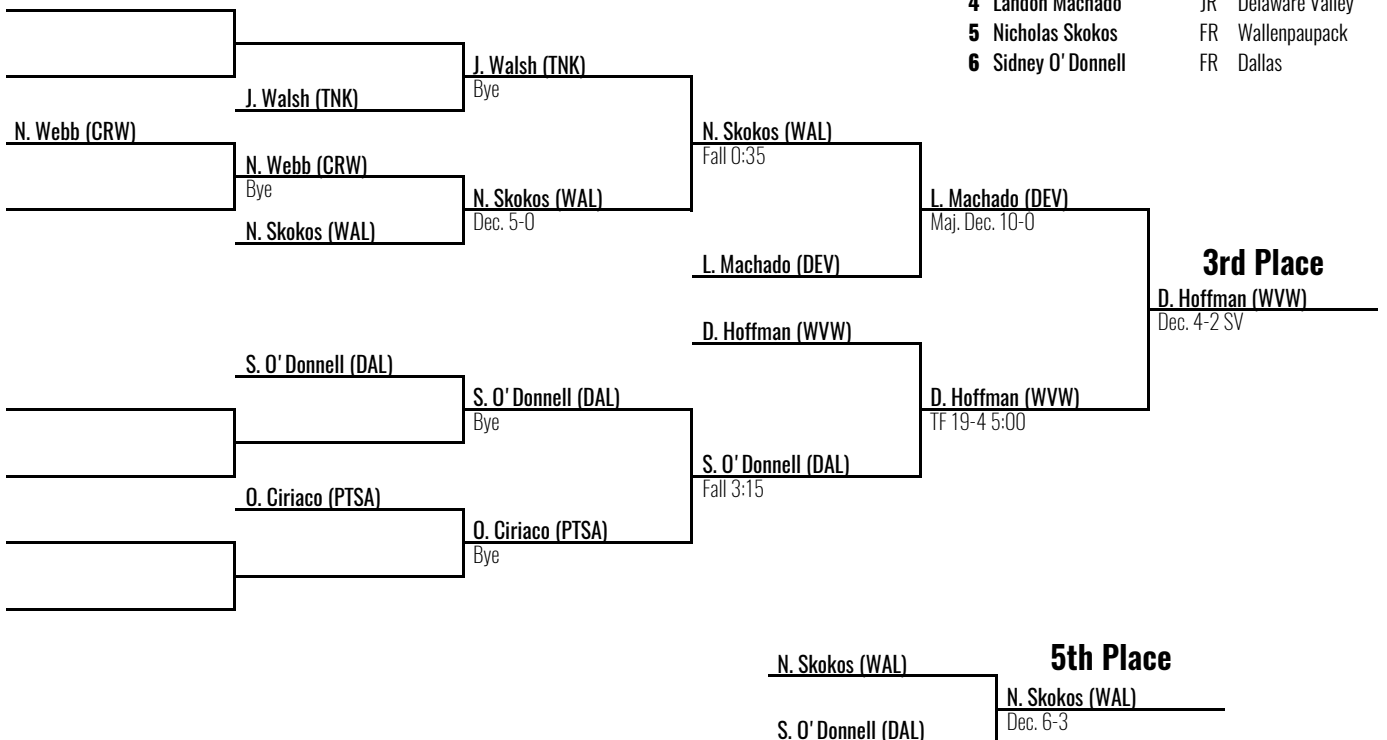 4 Landon Machado JR Delaware Valley
5 Nicholas Skokos FR Wallenpaupack
6 Sidney O'Donnell FR Dallas
J. Walsh (TNK)
Bye
J. Walsh (TNK)
N. Webb (CRW)
N. Skokos (WAL)
Fall 0:35
N. Webb (CRW)
Bye
N. Skokos (WAL)
Dec. 5-0
L. Machado (DEV)
Maj. Dec. 10-0
N. Skokos (WAL)
L. Machado (DEV)
3rd Place
D. Hoffman (WVW)
Dec. 4-2 SV
D. Hoffman (WVW)
S. O'Donnell (DAL)
S. O'Donnell (DAL)
Bye
D. Hoffman (WVW)
TF 19-4 5:00
S. O'Donnell (DAL)
Fall 3:15
O. Ciriaco (PTSA)
O. Ciriaco (PTSA)
Bye
5th Place
N. Skokos (WAL)
N. Skokos (WAL)
Dec. 6-3
S. O'Donnell (DAL)